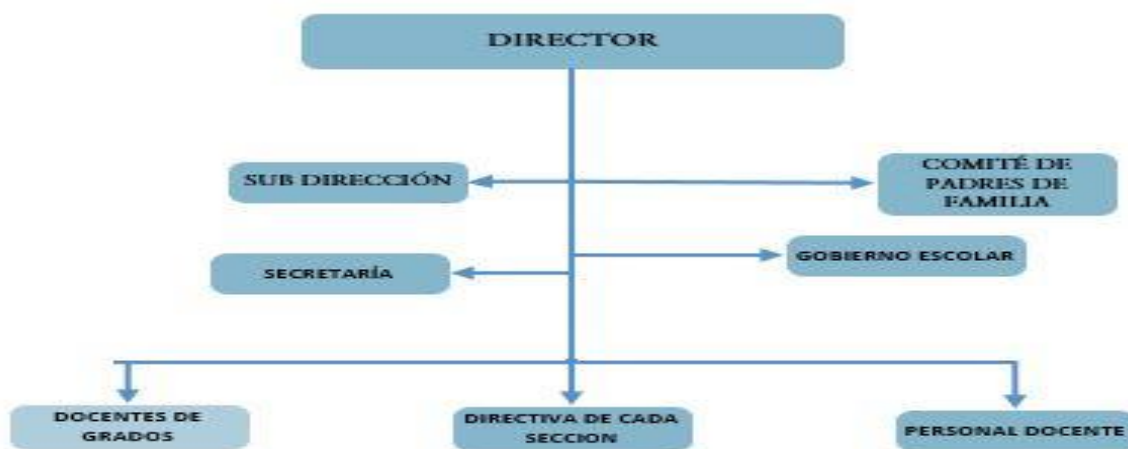 DIRECTOR
SUB DIRECCIÓN
COMITÉ DE
PADRES DE
FAMILIA
GOBIERNO ESCOLAR
SECRETARÍA
DOCENTES DE
GRADOS
DIRECTIVA DE CADA
SECCION
PERSONAL DOCENTE